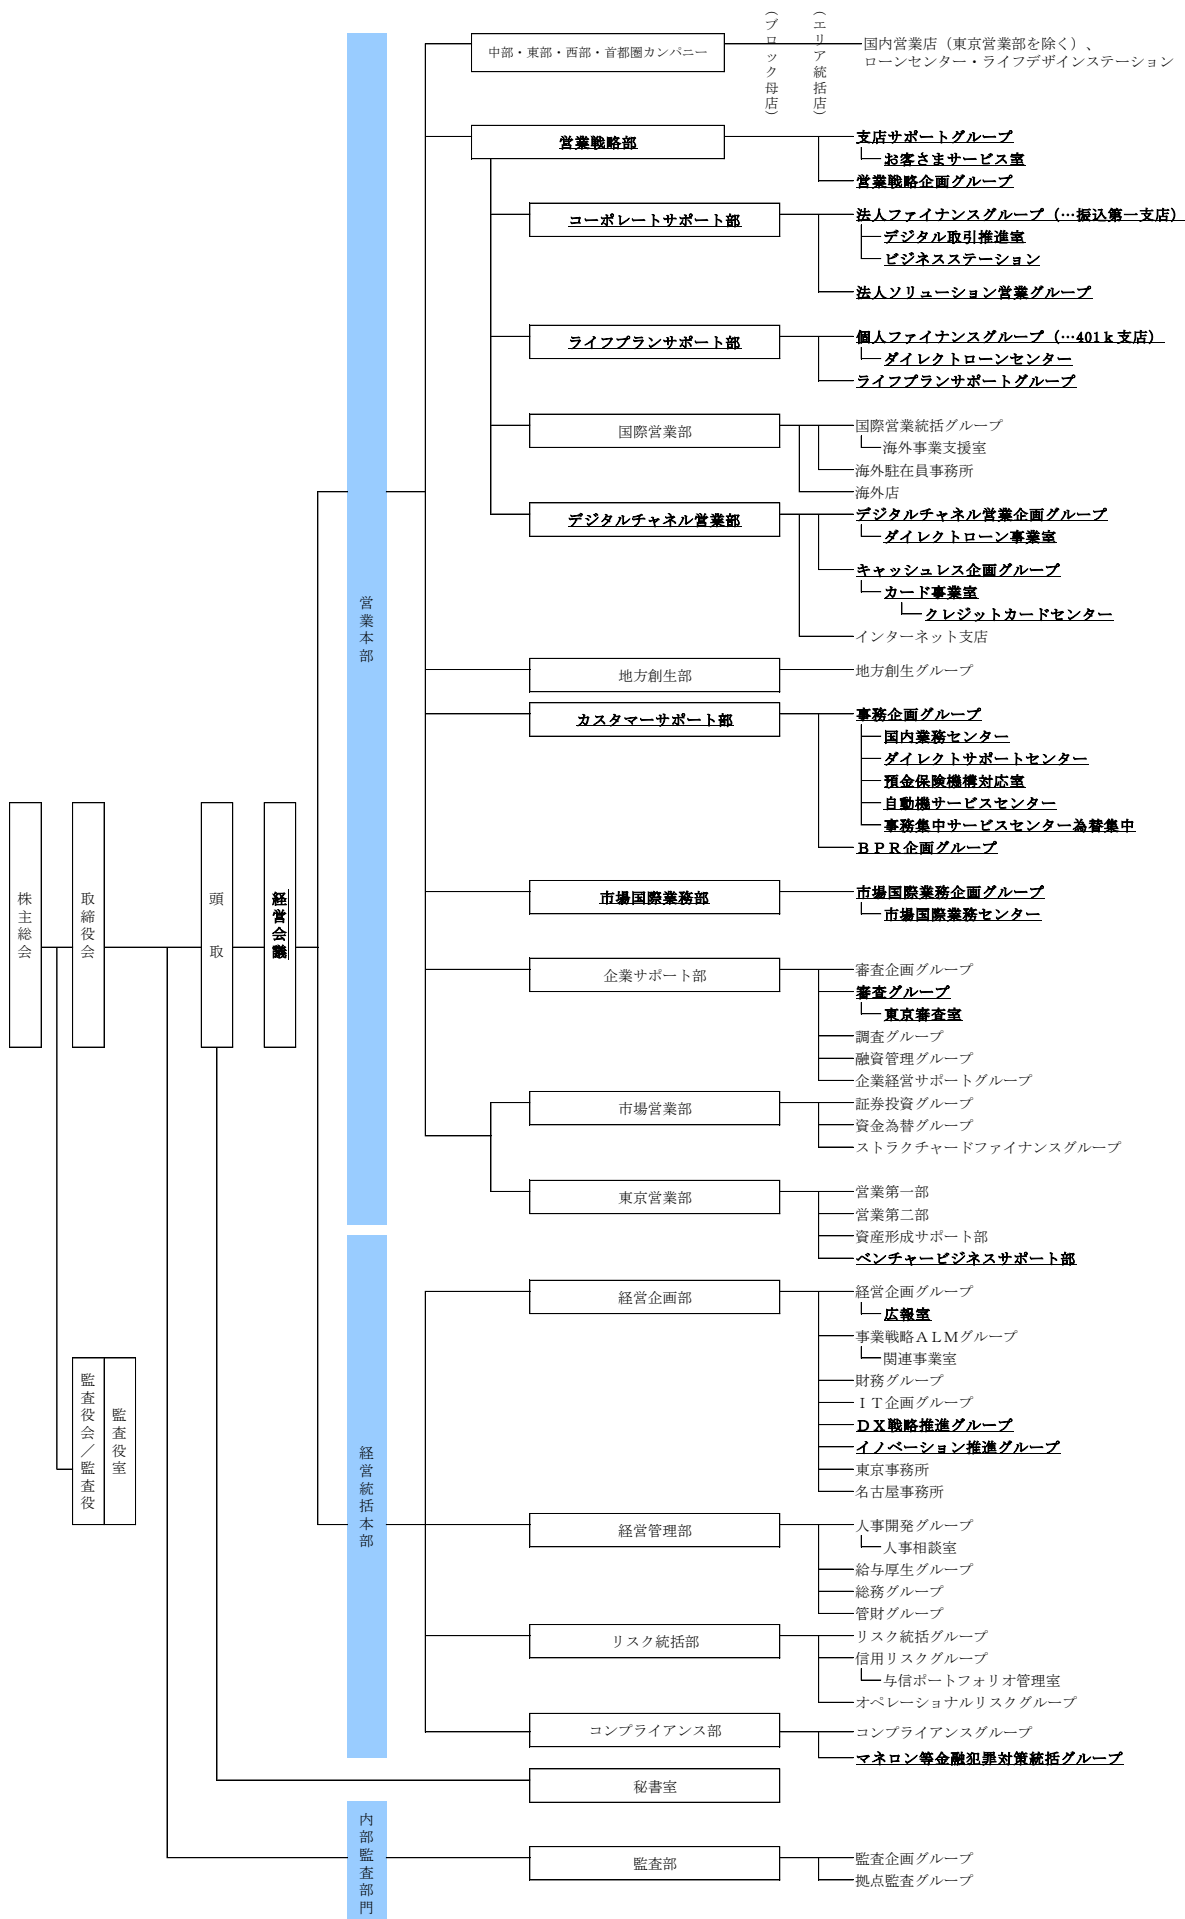 株主総会
取締役会
監査役会／監査役
監査役室
頭取
経営会議
営業本部
経営統括本部
内部監査部門
中部・東部・西部・首都圏カンパニー
（ブロック母店）
（エリア統括店）
国内営業店（東京営業部を除く）、
ローンセンター・ライフデザインステーション
営業戦略部
支店サポートグループ
お客さまサービス室
営業戦略企画グループ
コーポレートサポート部
法人ファイナンスグループ（…振込第一支店）
デジタル取引推進室
ビジネスステーション
法人ソリューション営業グループ
ライフプランサポート部
個人ファイナンスグループ（…401ｋ支店）
ダイレクトローンセンター
ライフプランサポートグループ
国際営業部
国際営業統括グループ
海外事業支援室
海外駐在員事務所
海外店
デジタルチャネル営業部
デジタルチャネル営業企画グループ
ダイレクトローン事業室
キャッシュレス企画グループ
カード事業室
クレジットカードセンター
インターネット支店
地方創生部
地方創生グループ
カスタマーサポート部
事務企画グループ
国内業務センター
ダイレクトサポートセンター
預金保険機構対応室
自動機サービスセンター
事務集中サービスセンター為替集中
ＢＰＲ企画グループ
市場国際業務部
市場国際業務企画グループ
市場国際業務センター
企業サポート部
審査企画グループ
審査グループ
東京審査室
調査グループ
融資管理グループ
企業経営サポートグループ
市場営業部
証券投資グループ
資金為替グループ
ストラクチャードファイナンスグループ
東京営業部
営業第一部
営業第二部
資産形成サポート部
ベンチャービジネスサポート部
経営企画部
経営企画グループ
広報室
事業戦略ＡＬＭグループ
関連事業室
財務グループ
ＩＴ企画グループ
ＤＸ戦略推進グループ
イノベーション推進グループ
東京事務所
名古屋事務所
経営管理部
人事開発グループ
人事相談室
給与厚生グループ
総務グループ
管財グループ
リスク統括部
リスク統括グループ
信用リスクグループ
与信ポートフォリオ管理室
オペレーショナルリスクグループ
コンプライアンス部
コンプライアンスグループ
マネロン等金融犯罪対策統括グループ
秘書室
監査部
監査企画グループ
拠点監査グループ